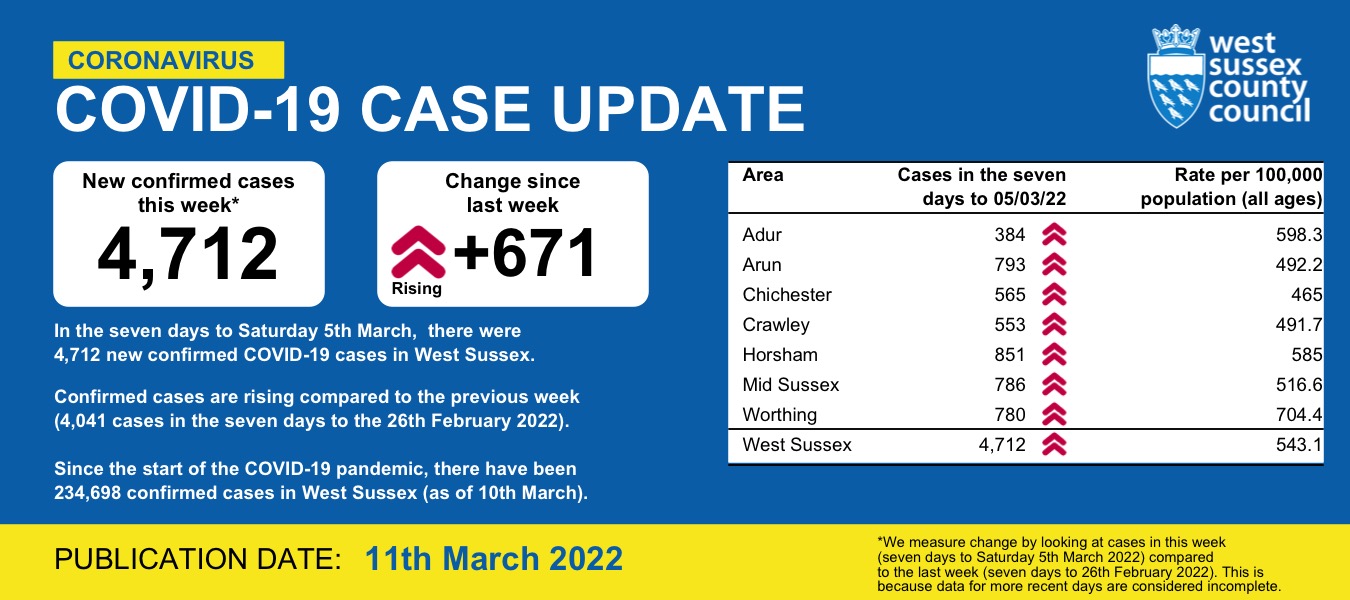 CORONAVIRUS
COVID-19 CASE UPDATE
west
sussex
county
council
New confirmed cases
this week*
4,712
Change since
last week
+671
Rising
In the seven days to Saturday 5th March,  there were
4,712 new confirmed COVID-19 cases in West Sussex.
Confirmed cases are rising compared to the previous week
(4,041 cases in the seven days to the 26th February 2022).
Since the start of the COVID-19 pandemic, there have been
234,698 confirmed cases in West Sussex (as of 10th March).
Area Cases in the seven Rate per 100,000
days to 05/03/22 population (all ages)
Adur 384 598.3
Arun 793 492.2
Chichester 565 465
Crawley 553 491.7
Horsham 851 585
Mid Sussex 786 516.6
Worthing 780 704.4
West Sussex 4,712 543.1
PUBLICATION DATE: 11th March 2022
*We measure change by looking at cases in this week
(seven days to Saturday 5th March 2022) compared
to the last week (seven days to 26th February 2022). This is
because data for more recent days are considered incomplete.